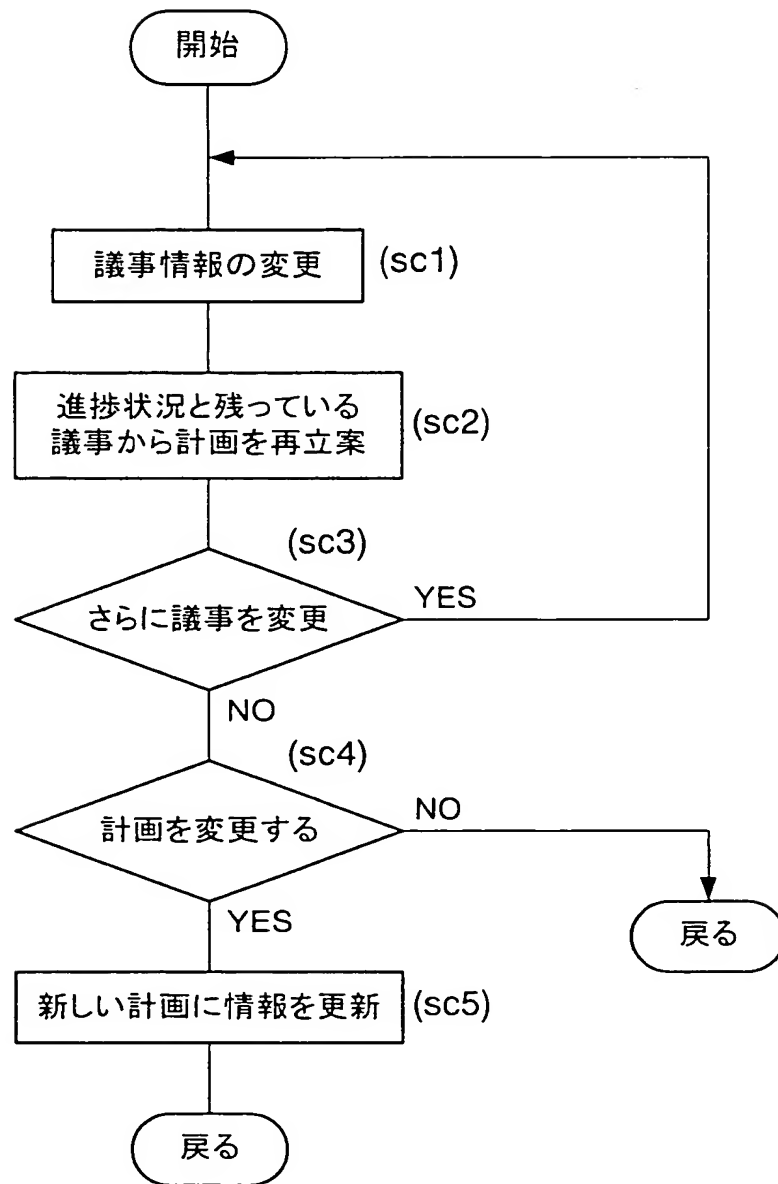 開始
議事情報の変更
(sc1)
進捗状況と残っている
議事から計画を再立案
(sc2)
(sc3)
さらに議事を変更
YES
NO
(sc4)
計画を変更する
NO
YES
戻る
新しい計画に情報を更新
(sc5)
戻る